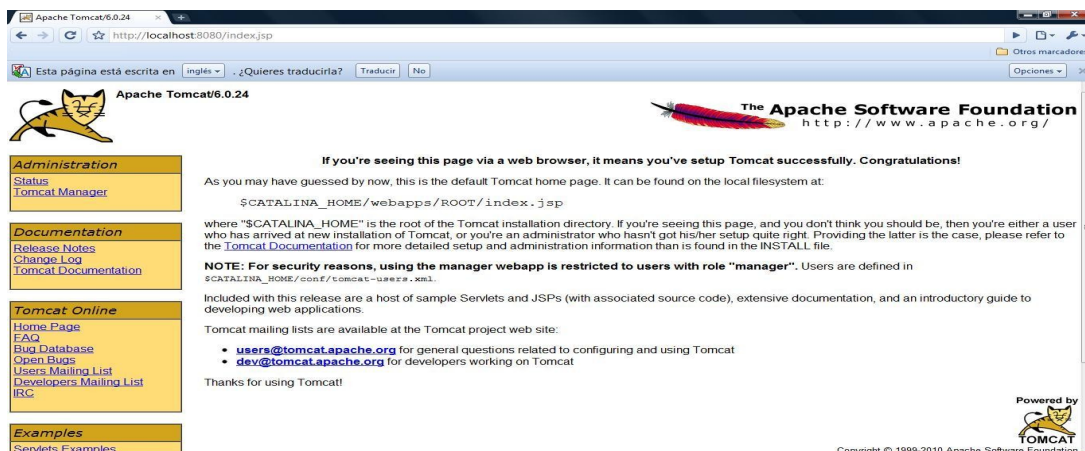 Apache Tomcat/6.0.24
http://localhost:8080/index.jsp
Otros marcadores
Esta página está escrita en inglés . ¿Quieres traducirla? Traducir No Opciones
Apache Tomcat/6.0.24
The Apache Software Foundation
http://www.apache.org/
Administration
Status
Tomcat Manager
Documentation
Release Notes
Change Log
Tomcat Documentation
Tomcat Online
Home Page
FAQ
Bug Database
Open Bugs
Users Mailing List
Developers Mailing List
IRC
Examples
Servlets Examples
If you're seeing this page via a web browser, it means you've setup Tomcat successfully. Congratulations!
As you may have guessed by now, this is the default Tomcat home page. It can be found on the local filesystem at:
$CATALINA_HOME/webapps/ROOT/index.jsp
where "$CATALINA_HOME" is the root of the Tomcat installation directory. If you're seeing this page, and you don't think you should be, then you're either a user
who has arrived at new installation of Tomcat, or you're an administrator who hasn't got his/her setup quite right. Providing the latter is the case, please refer to
the Tomcat Documentation for more detailed setup and administration information than is found in the INSTALL file.
NOTE: For security reasons, using the manager webapp is restricted to users with role "manager". Users are defined in
$CATALINA_HOME/conf/tomcat-users.xml.
Included with this release are a host of sample Servlets and JSPs (with associated source code), extensive documentation, and an introductory guide to
developing web applications.
Tomcat mailing lists are available at the Tomcat project web site:
• users@tomcat.apache.org for general questions related to configuring and using Tomcat
• dev@tomcat.apache.org for developers working on Tomcat
Thanks for using Tomcat!
Powered by
TOMCAT
Copyright © 1999-2010 Apache Software Foundation